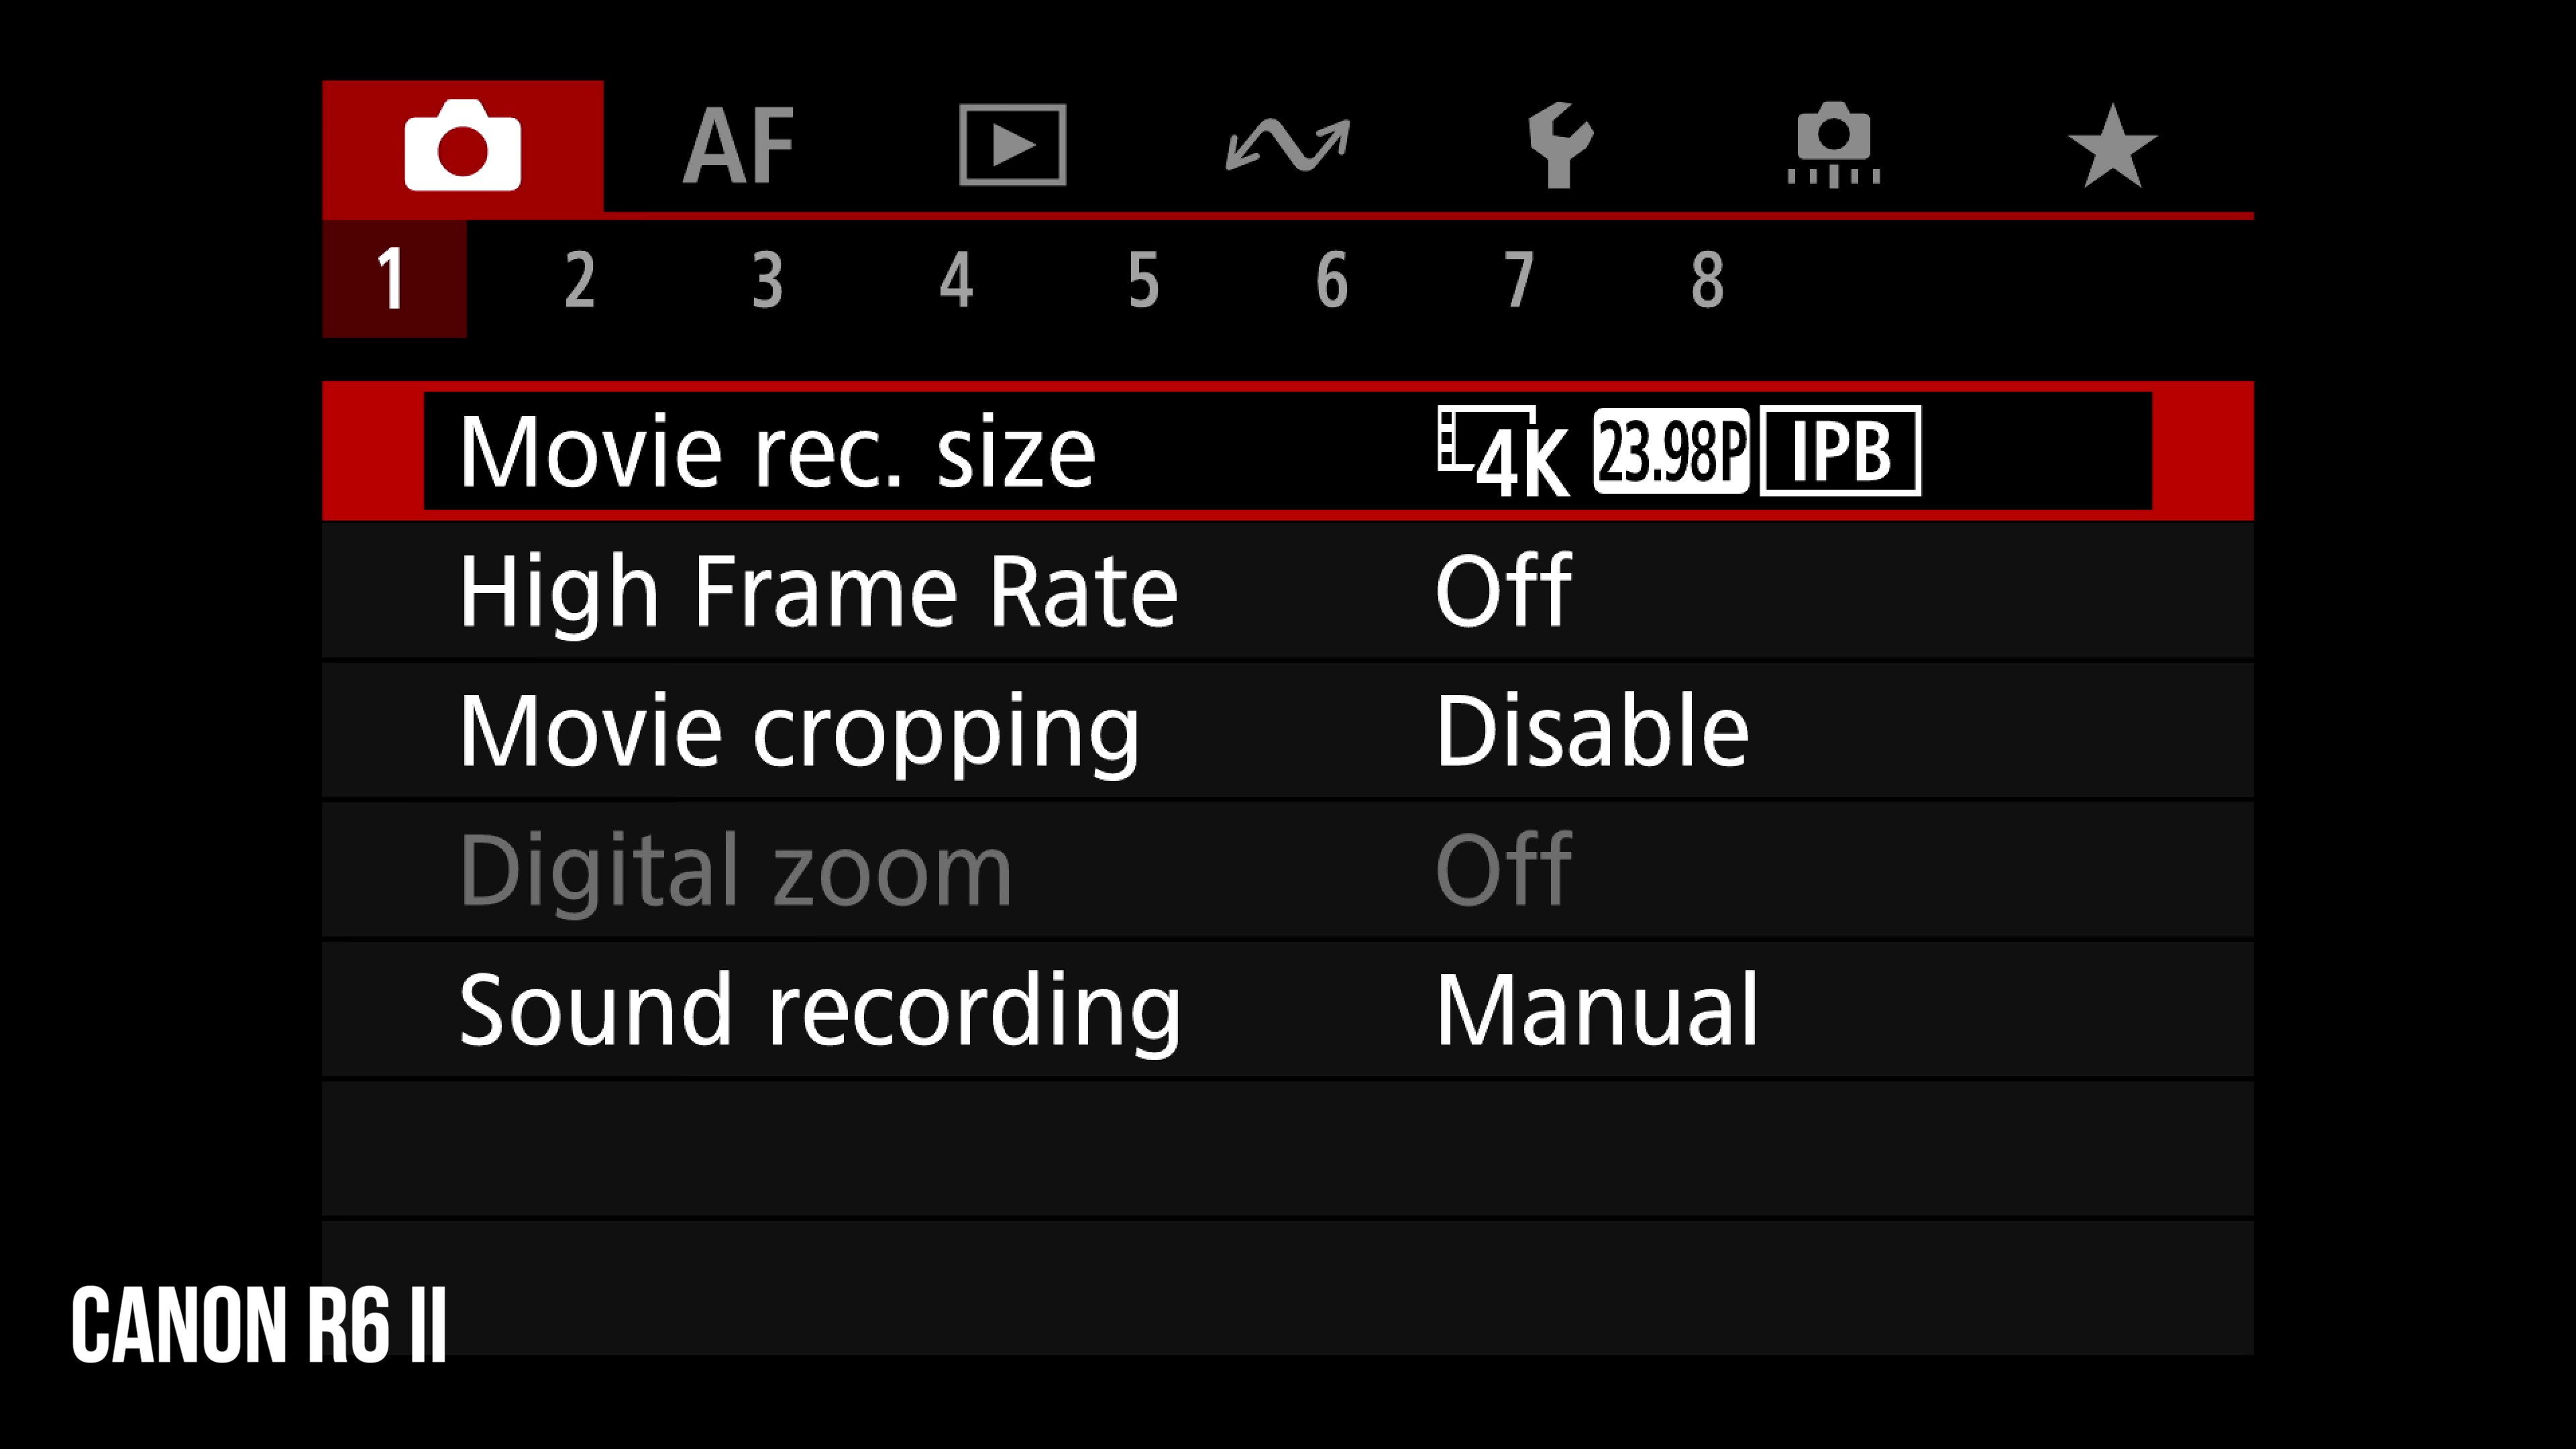 AF
1 2 3 4 5 6 7 8
Movie rec. size 4K 23.98P IPB
High Frame Rate Off
Movie cropping Disable
Digital zoom Off
Sound recording Manual
CANON R6 II